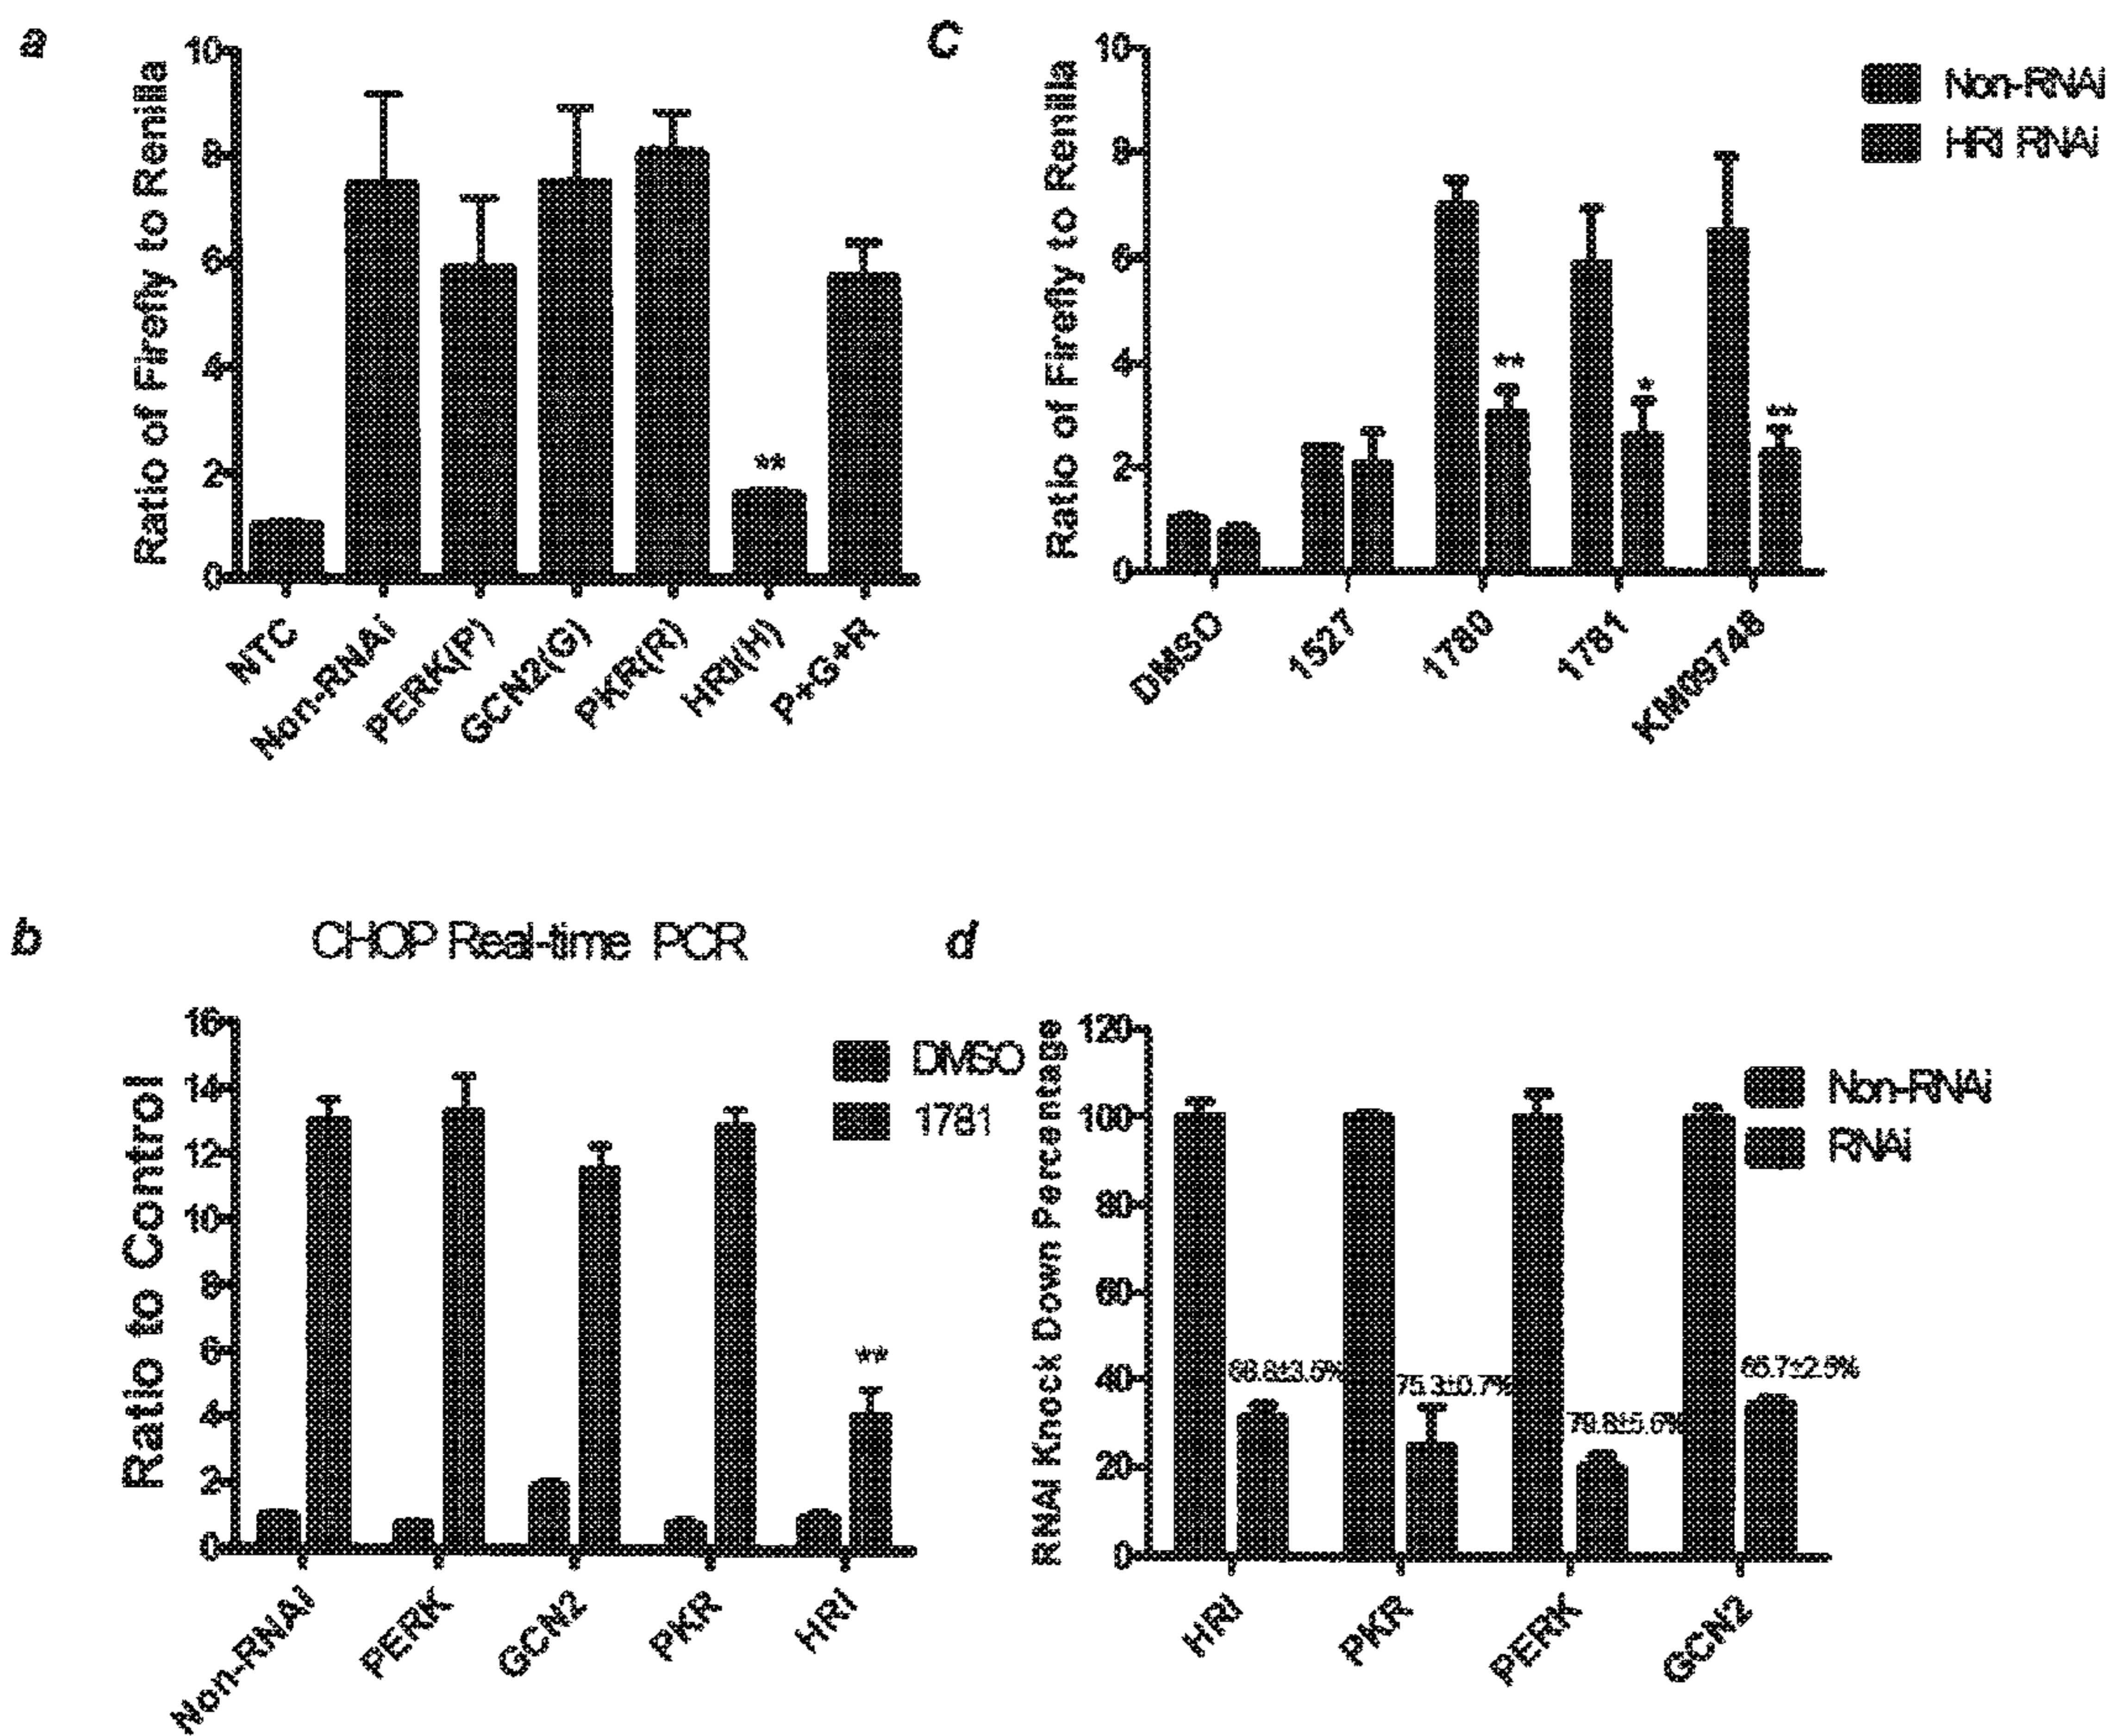 a
Ratio of Firefly to Renilla
10
8
6
4
2
0
**
NTC
Non-RNAi
PERK(P)
GCN2(G)
PKR(R)
HRI(H)
P+G+R
C
Ratio of Firefly to Renilla
10
8
6
4
2
0
**
*
**
DMSO
1527
1780
1781
KM09748
Non-RNAi
HRI RNAi
b
CHOP Real-time PCR
Ratio to Control
16
14
12
10
8
6
4
2
0
**
Non-RNAi
PERK
GCN2
PKR
HRI
DMSO
1781
d
RNAi Knock Down Percentage
120
100
80
60
40
20
0
75.3±0.7%
HRI
PKR
PERK
GCN2
Non-RNAi
RNAi